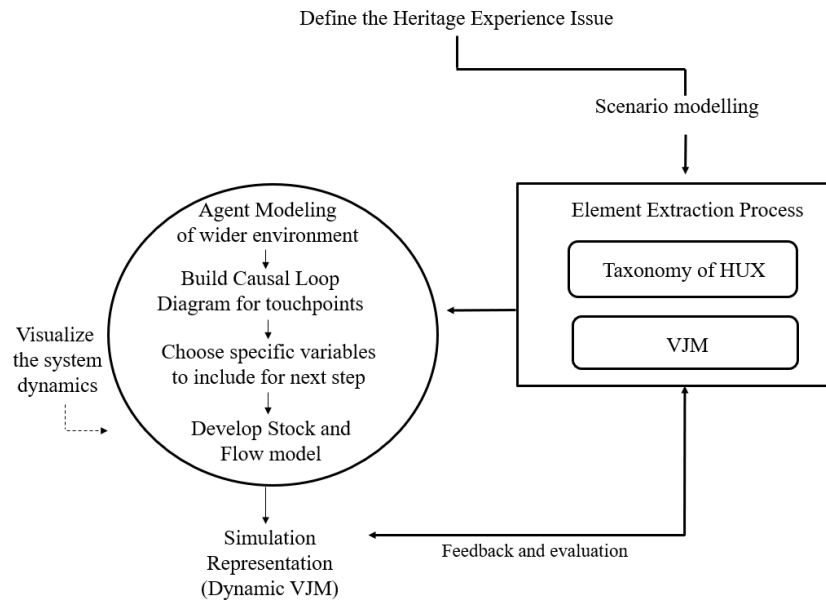 Define the Heritage Experience Issue
Scenario modelling
Element Extraction Process
Taxonomy of HUX
VJM
Agent Modeling
of wider environment
Build Causal Loop
Diagram for touchpoints
Choose specific variables
to include for next step
Develop Stock and
Flow model
Visualize
the system
dynamics
Simulation
Representation
(Dynamic VJM)
Feedback and evaluation